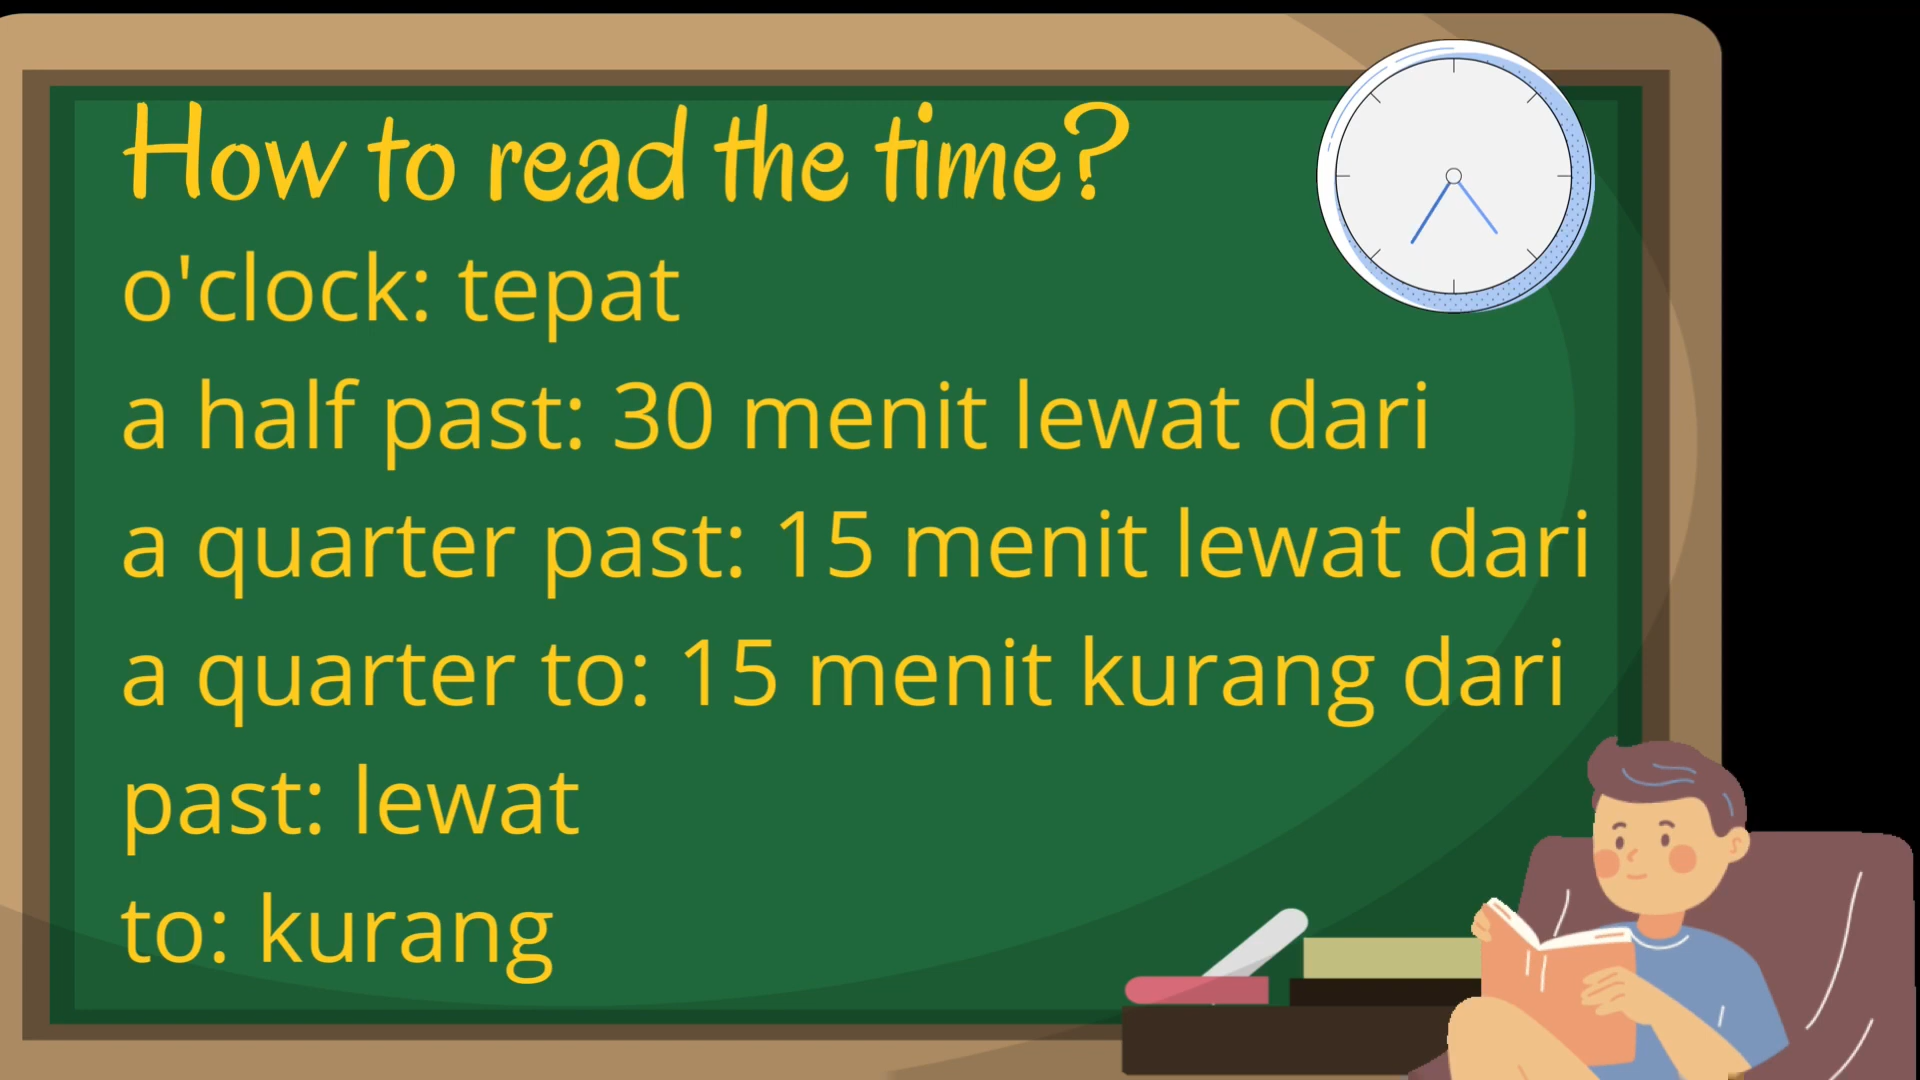 How to read the time?
o'clock: tepat
a half past: 30 menit lewat dari
a quarter past: 15 menit lewat dari
a quarter to: 15 menit kurang dari
past: lewat
to: kurang